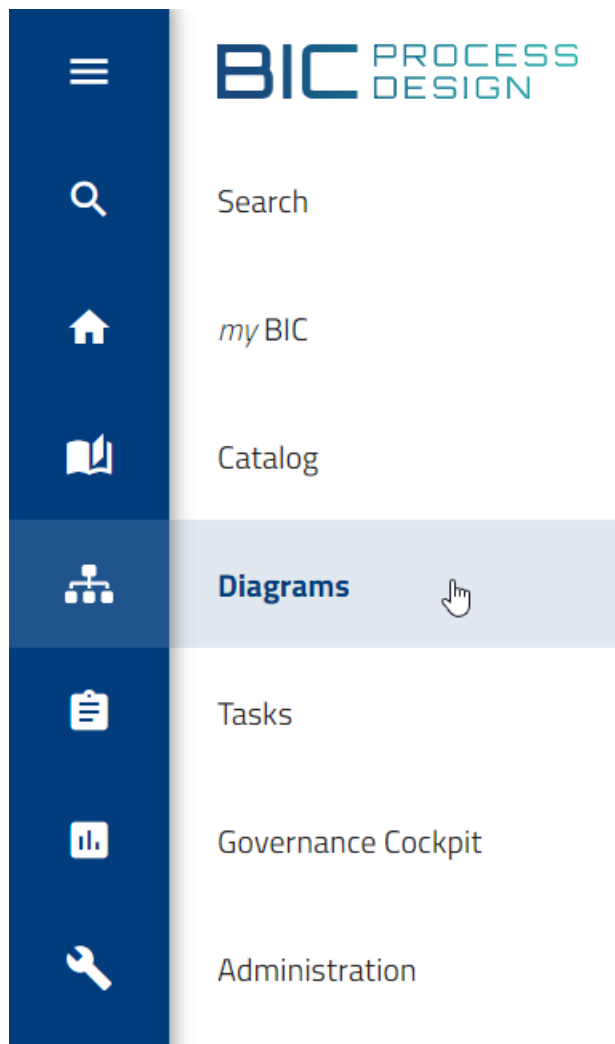 BIC PROCESS
DESIGN
Search
my BIC
Catalog
Diagrams
Tasks
Governance Cockpit
Administration